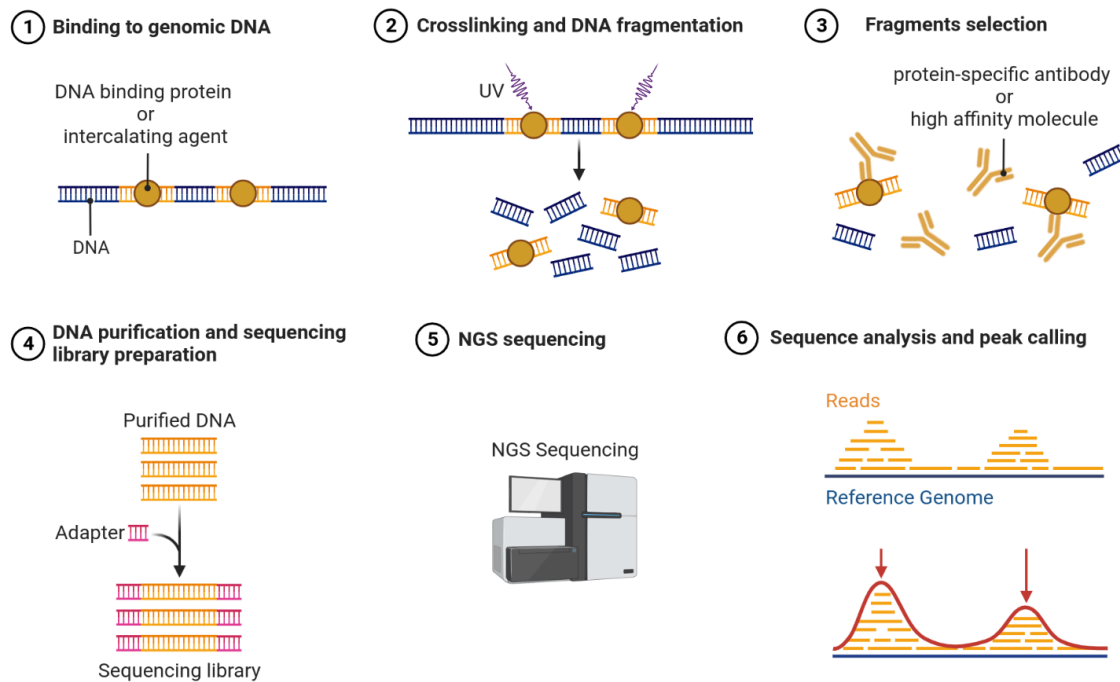 1 Binding to genomic DNA
DNA binding protein
or
intercalating agent
DNA
2 Crosslinking and DNA fragmentation
UV
3 Fragments selection
protein-specific antibody
or
high affinity molecule
4 DNA purification and sequencing
library preparation
Purified DNA
Adapter
Sequencing library
5 NGS sequencing
NGS Sequencing
6 Sequence analysis and peak calling
Reads
Reference Genome